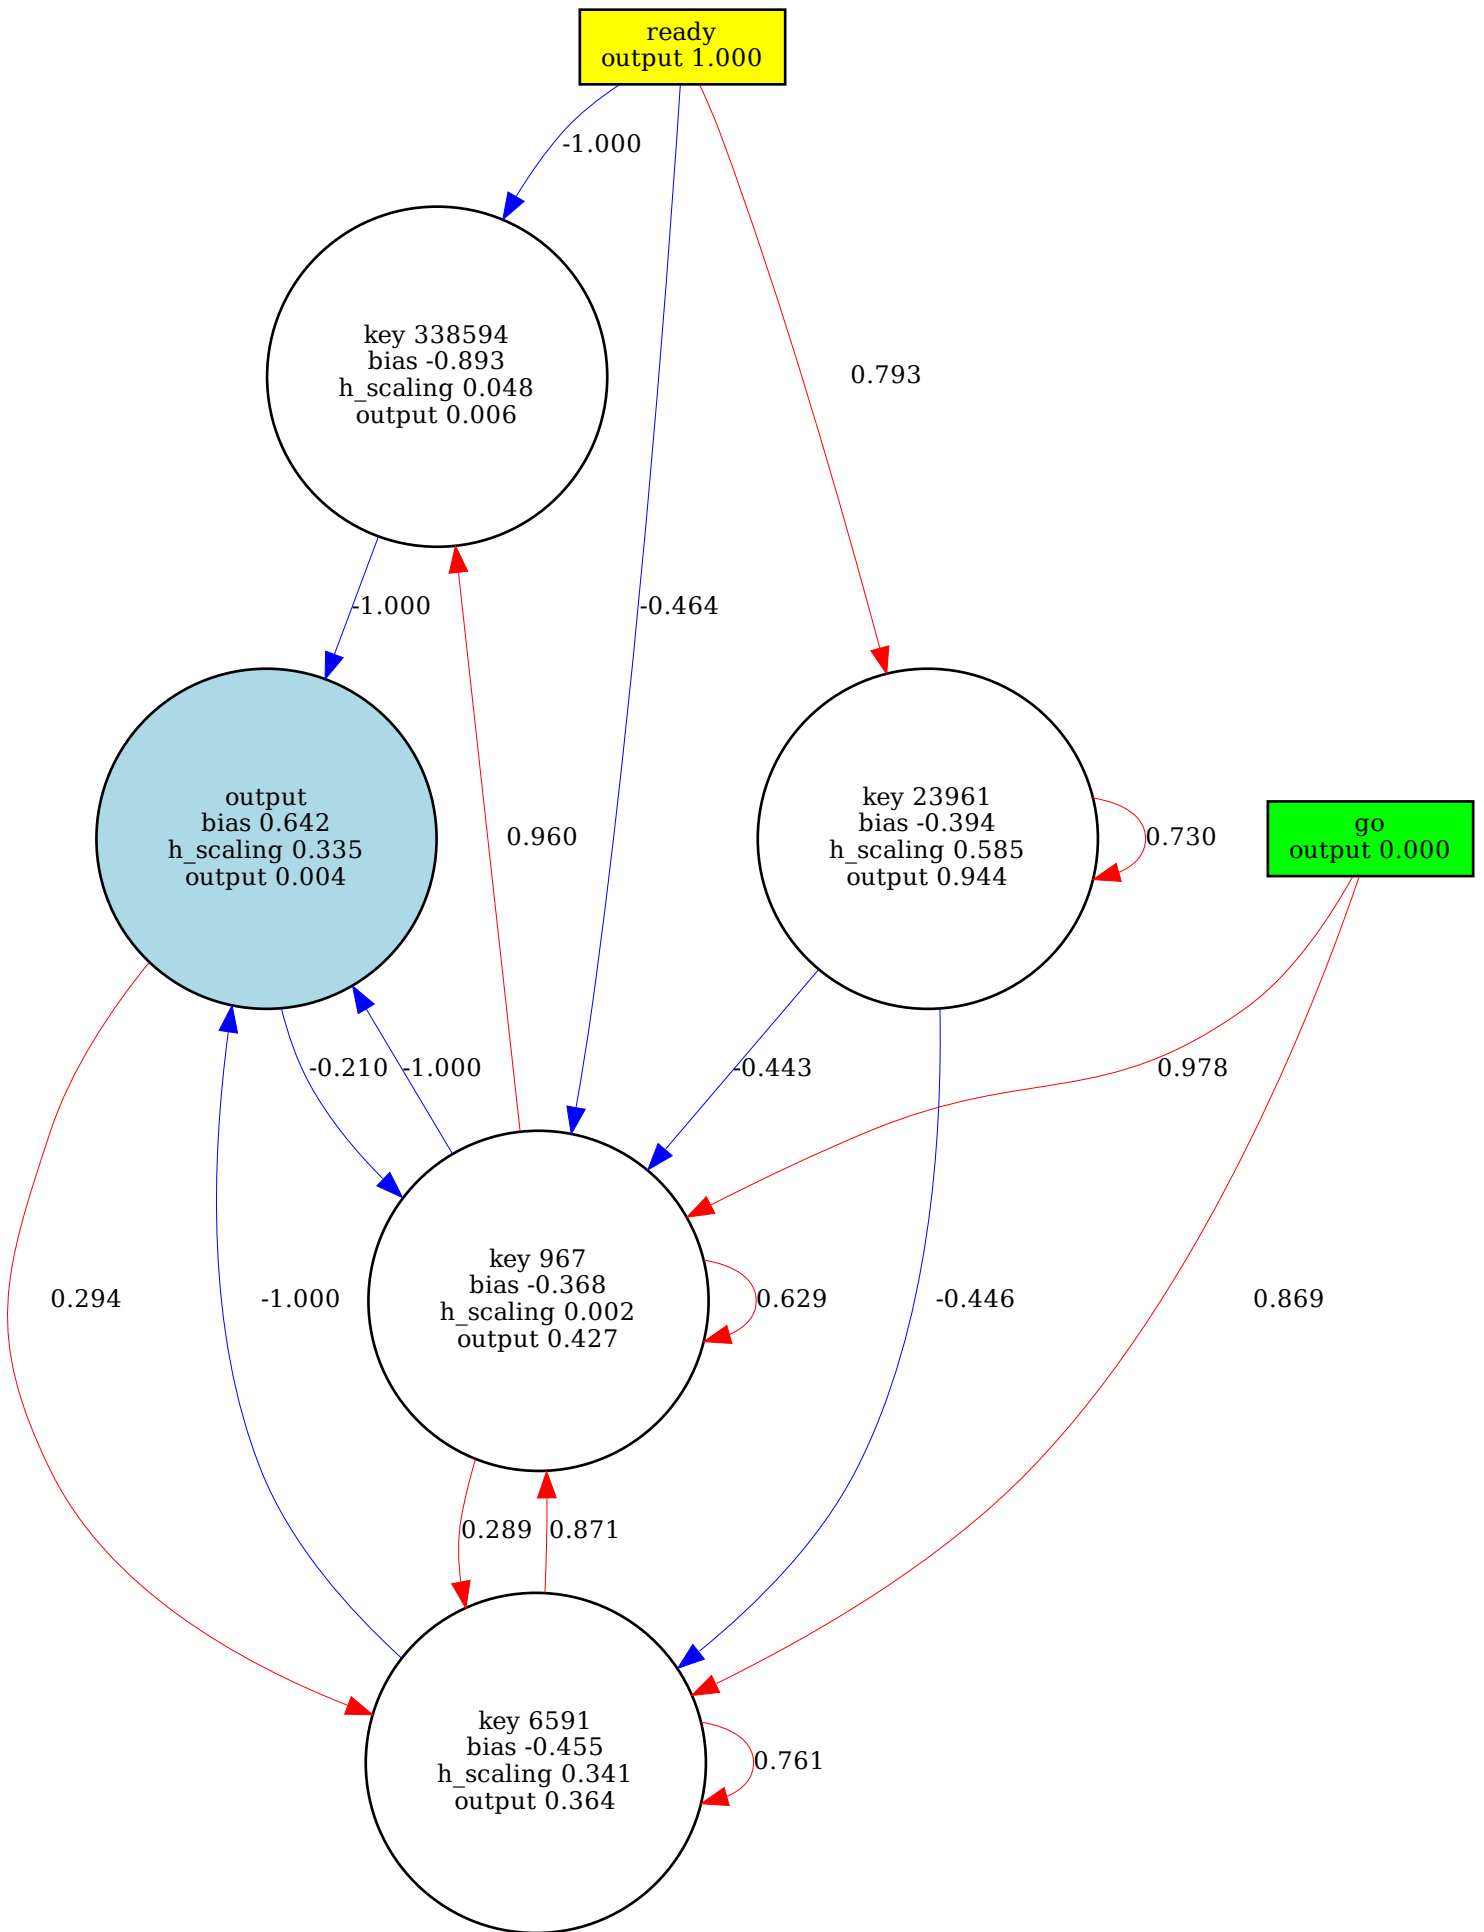 ready
output 1.000
-1.000
key 338594
bias -0.893
h_scaling 0.048
output 0.006
0.793
-1.000
-0.464
output
bias 0.642
h_scaling 0.335
output 0.004
0.960
key 23961
bias -0.394
h_scaling 0.585
output 0.944
0.730
go
output 0.000
-0.210
-1.000
-0.443
0.978
0.294
-1.000
key 967
bias -0.368
h_scaling 0.002
output 0.427
0.629
-0.446
0.869
0.289
0.871
key 6591
bias -0.455
h_scaling 0.341
output 0.364
0.761